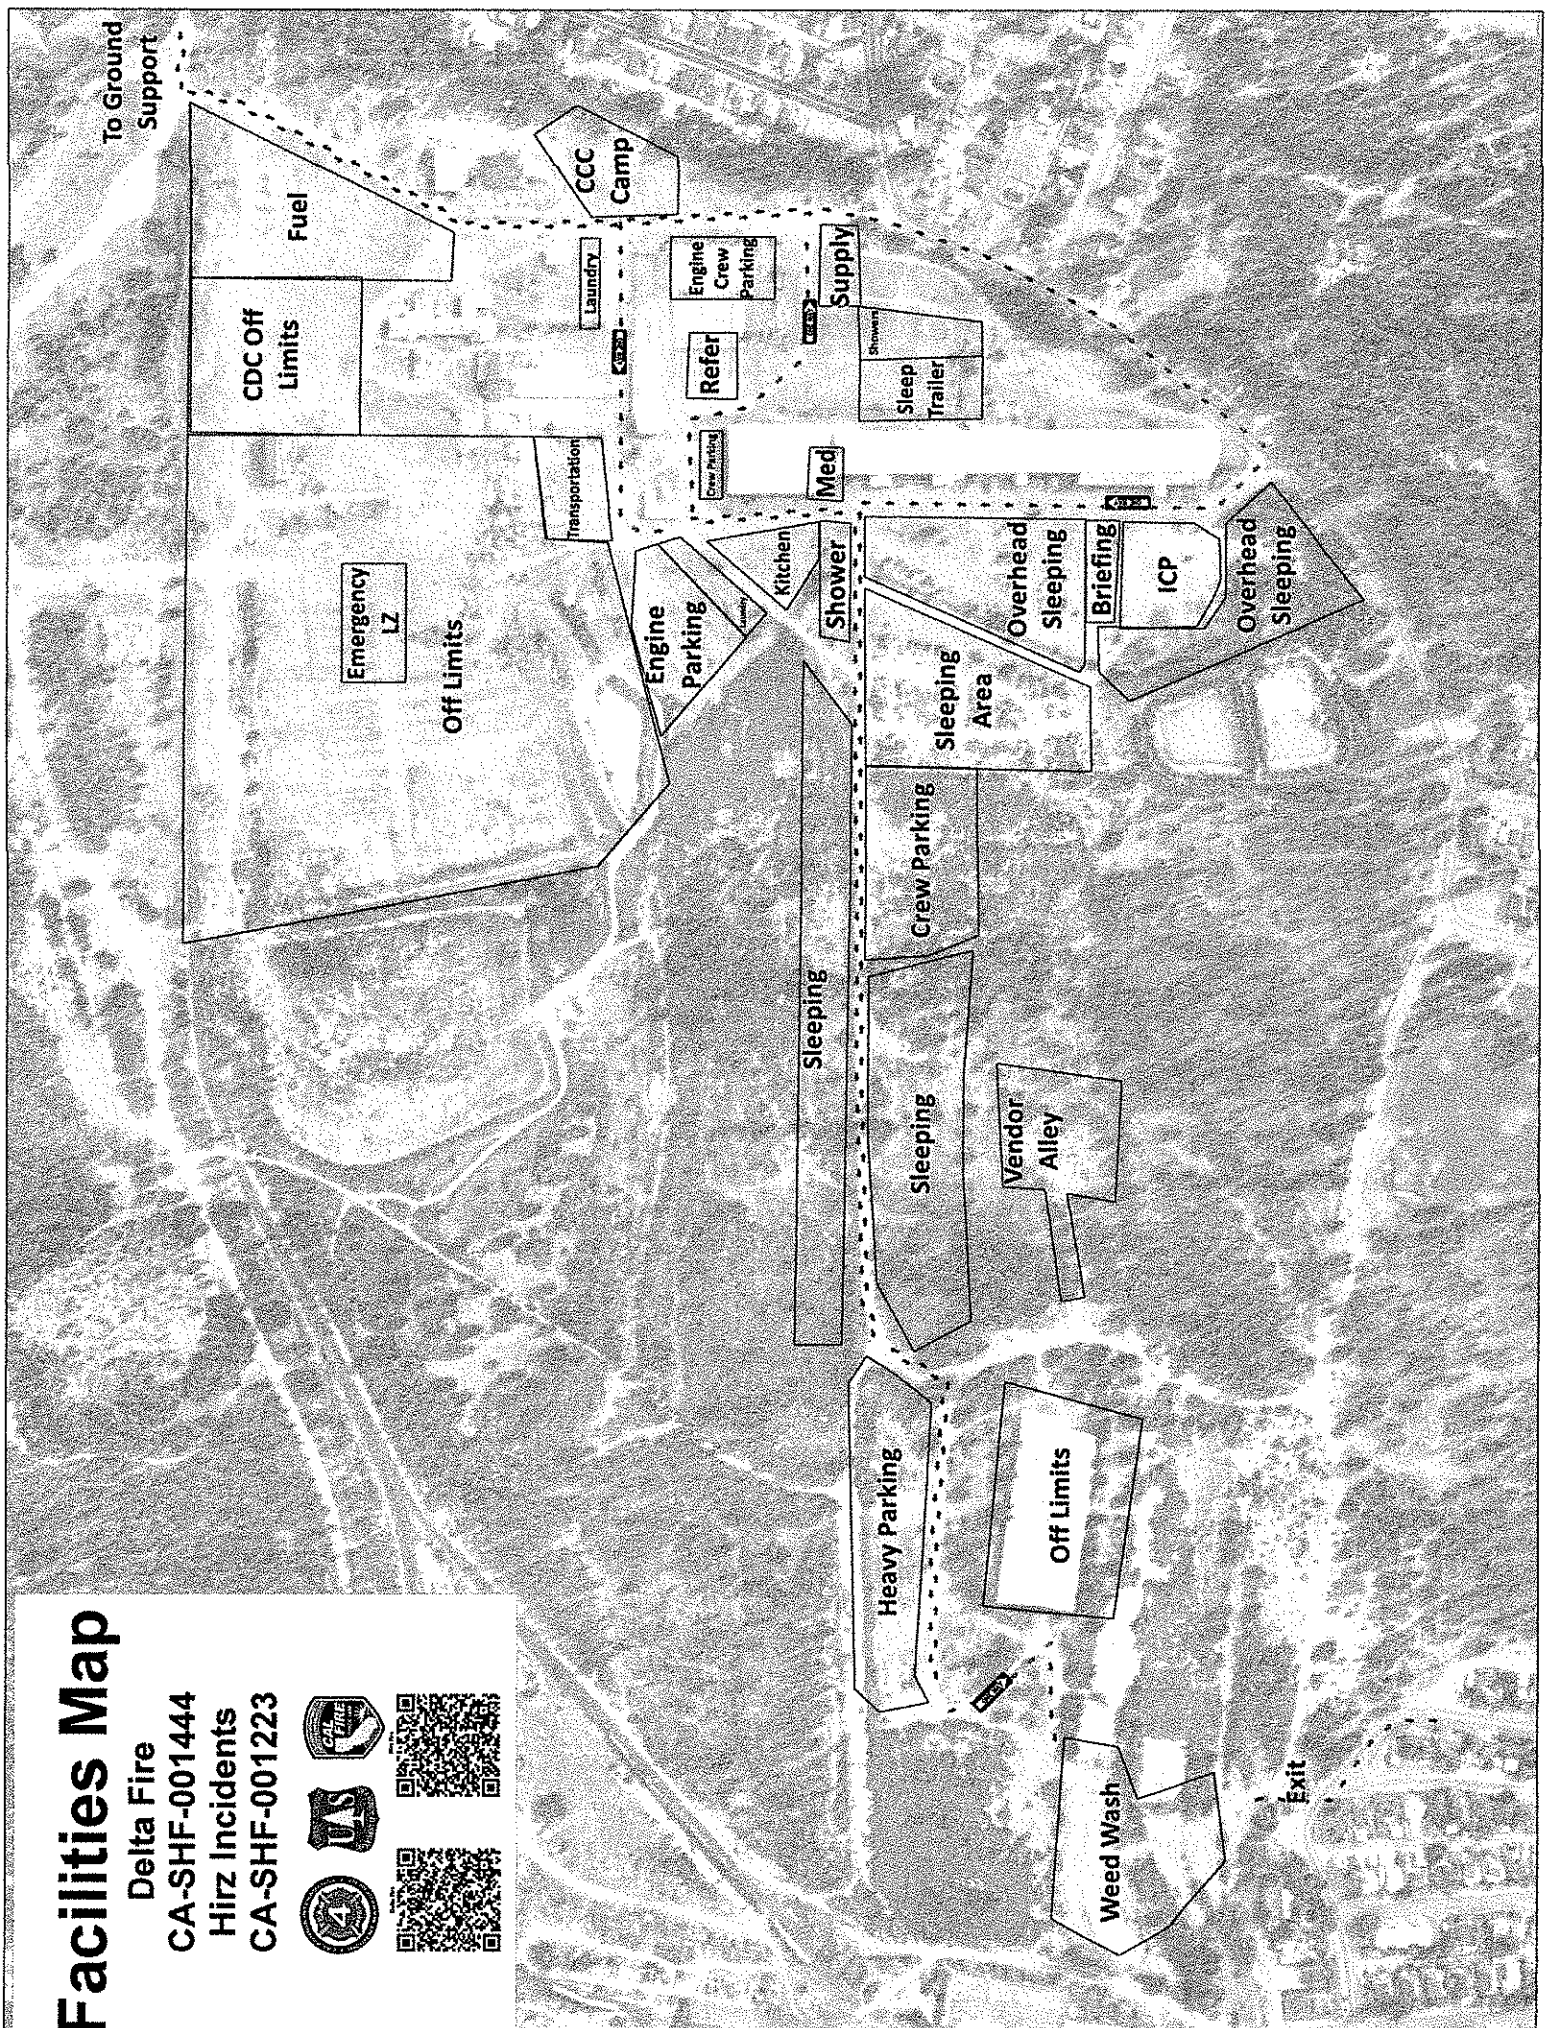 Facilities Map
Delta Fire
CA-SHF-001444
Hirz Incidents
CA-SHF-001223
4
U S
To Ground
Support
Fuel
CDC Off
Limits
Emergency
LZ
Off Limits
Transportation
Laundry
CCC
Camp
Engine
Crew
Parking
Refer
Supply
Showers
Sleep
Trailer
Crew Parking
Med
Engine
Parking
Laundry
Kitchen
Shower
Overhead
Sleeping
Briefing
ICP
Overhead
Sleeping
Sleeping
Area
Crew Parking
Sleeping
Sleeping
Vendor
Alley
Heavy Parking
Off Limits
Weed Wash
Exit